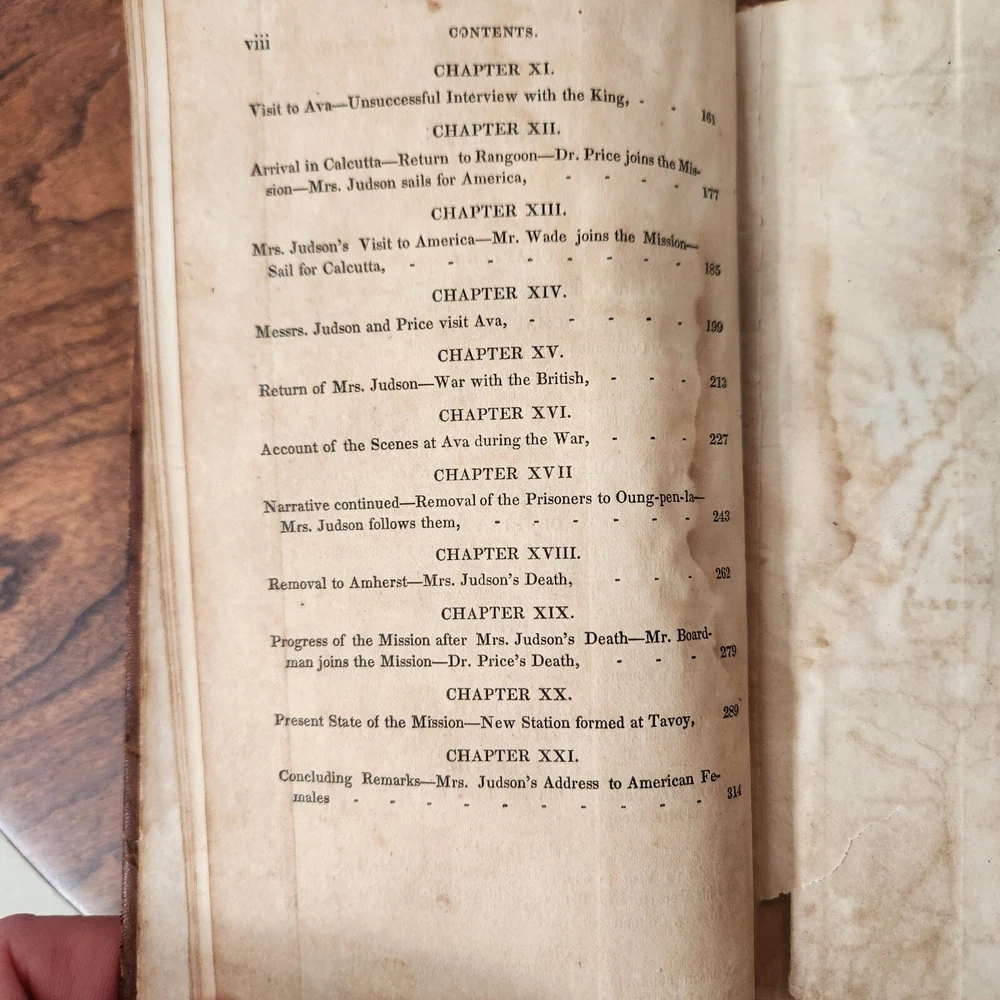 viii
CONTENTS.
CHAPTER XI.
Visit to Ava—Unsuccessful Interview with the King, - - 161
CHAPTER XII.
Arrival in Calcutta—Return to Rangoon—Dr. Price joins the Mis-
sion—Mrs. Judson sails for America, - - - - 177
CHAPTER XIII.
Mrs. Judson's Visit to America—Mr. Wade joins the Mission—
Sail for Calcutta, - - - - - - - - 185
CHAPTER XIV.
Messrs. Judson and Price visit Ava, - - - - - 199
CHAPTER XV.
Return of Mrs. Judson—War with the British, - - - 213
CHAPTER XVI.
Account of the Scenes at Ava during the War, - - - 227
CHAPTER XVII
Narrative continued—Removal of the Prisoners to Oung-pen-la—
Mrs. Judson follows them, - - - - - - 243
CHAPTER XVIII.
Removal to Amherst—Mrs. Judson's Death, - - - 262
CHAPTER XIX.
Progress of the Mission after Mrs. Judson's Death—Mr. Board-
man joins the Mission—Dr. Price's Death, - - - 279
CHAPTER XX.
Present State of the Mission—New Station formed at Tavoy, 289
CHAPTER XXI.
Concluding Remarks—Mrs. Judson's Address to American Fe-
males - - - - - - - - - - 314